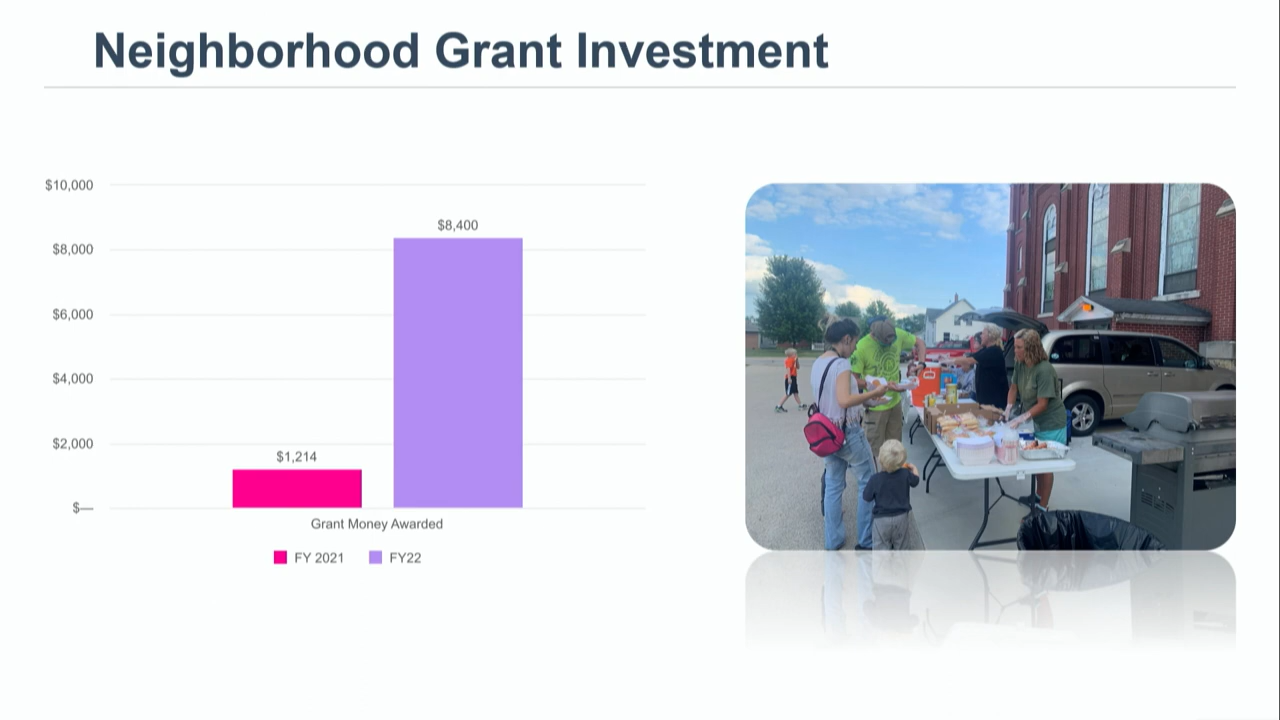 Neighborhood Grant Investment
$10,000
$8,400
$8,000
$6,000
$4,000
$2,000
$1,214
$—
Grant Money Awarded
FY 2021 FY22